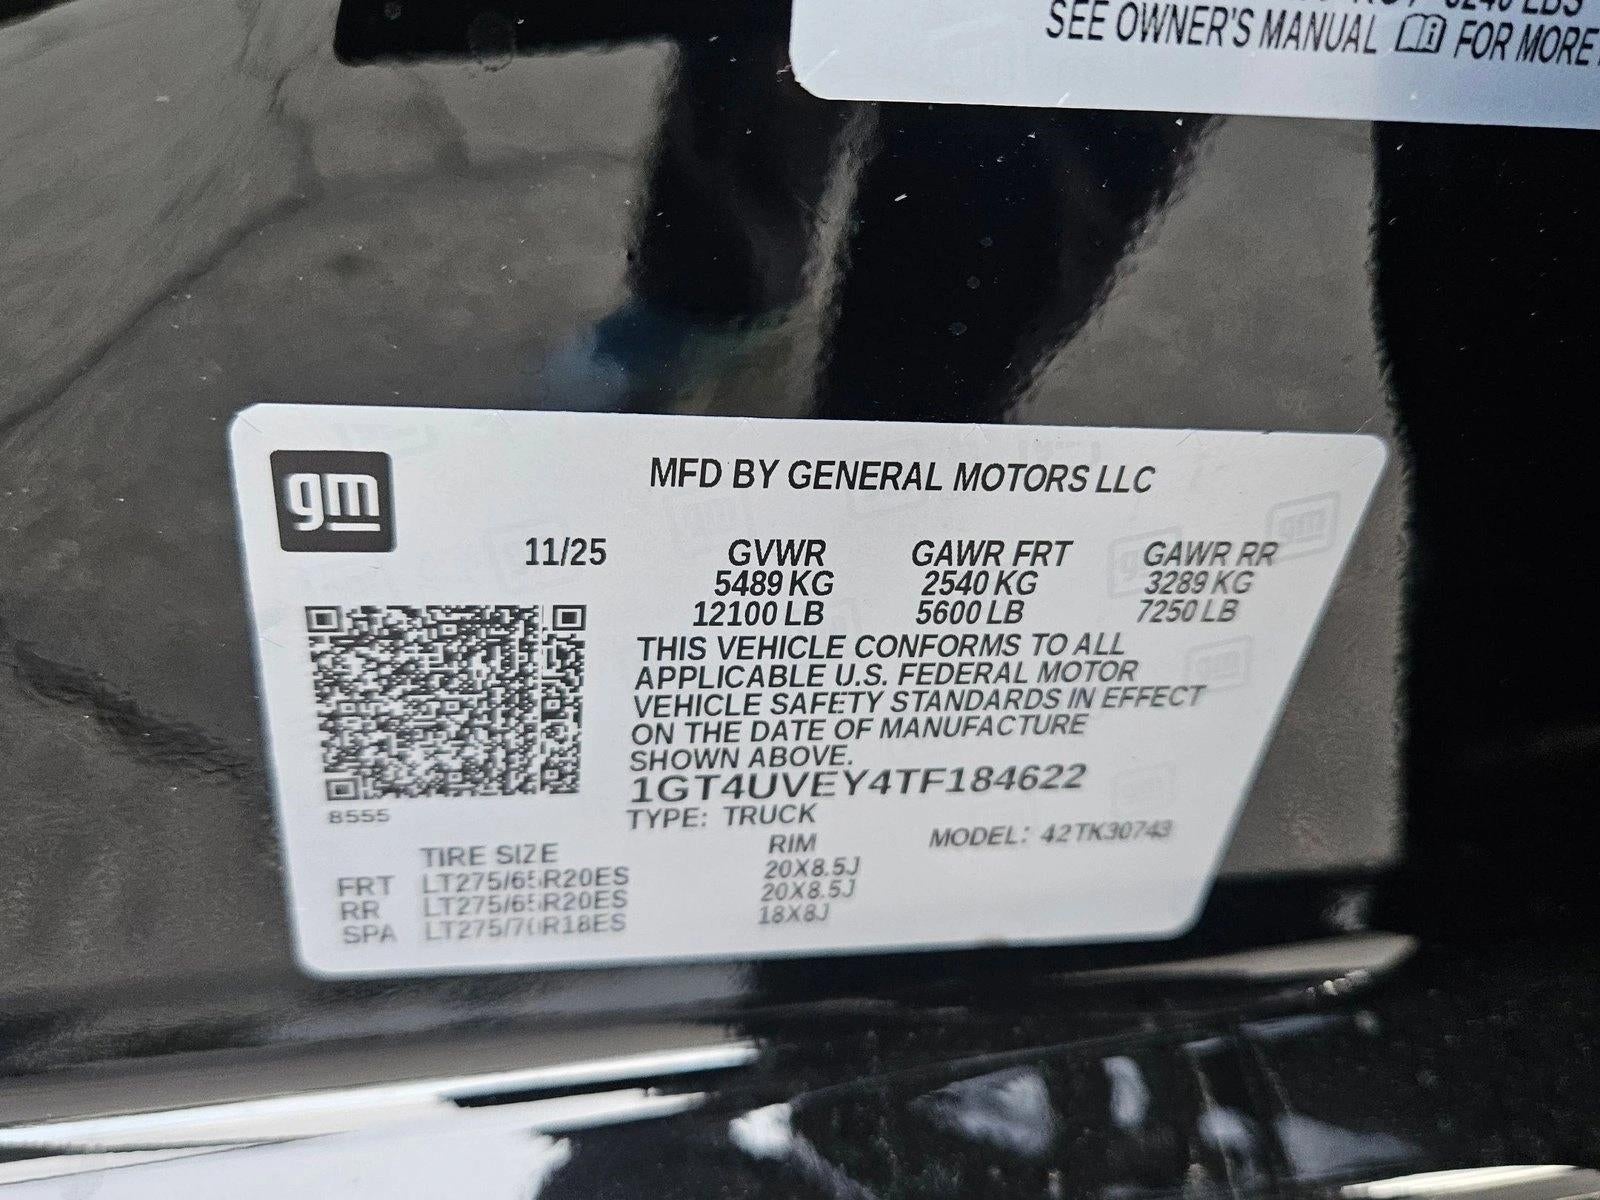 SEE OWNER'S MANUAL FOR MORE
gm
MFD BY GENERAL MOTORS LLC
11/25 GVWR GAWR FRT GAWR RR
5489 KG 2540 KG 3289 KG
12100 LB 5600 LB 7250 LB
THIS VEHICLE CONFORMS TO ALL
APPLICABLE U.S. FEDERAL MOTOR
VEHICLE SAFETY STANDARDS IN EFFECT
ON THE DATE OF MANUFACTURE
SHOWN ABOVE.
1GT4UVEY4TF184622
8555
TYPE: TRUCK
MODEL: 42TK30743
TIRE SIZE RIM
FRT LT275/65R20ES 20X8.5J
RR LT275/65R20ES 20X8.5J
SPA LT275/70R18ES 18X8J